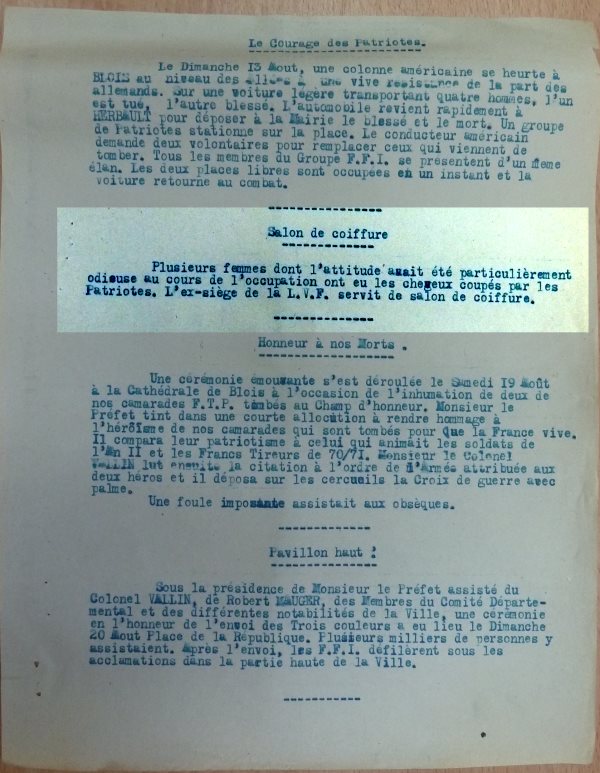 Le Courage des Patriotes.
Le Dimanche 13 Aout, une colonne américaine se heurte à
BLOIS au niveau des allées à une vive résistance de la part des
allemands. Sur une voiture légère transportant quatre hommes, l'un
est tué, l'autre blessé. L'automobile revient rapidement à
HERBAULT pour déposer à la Mairie le blessé et le mort. Un groupe
de Patriotes stationne sur la place. Le conducteur américain
demande deux volontaires pour remplacer ceux qui viennent de
tomber. Tous les membres du Groupe F.F.I. se présentent d'un même
élan. Les deux places libres sont occupées en un instant et la
voiture retourne au combat.
Salon de coiffure
Plusieurs femmes dont l'attitude avait été particulièrement
odieuse au cours de l'occupation ont eu les cheveux coupés par les
Patriotes. L'ex-siège de la L.V.F. servit de salon de coiffure.
Honneur à nos Morts .
Une cérémonie émouvante s'est déroulée le Samedi 19 Août
à la Cathédrale de Blois à l'occasion de l'inhumation de deux de
nos camarades F.T.P. tombés au Champ d'honneur. Monsieur le
Préfet tint dans une courte allocution à rendre hommage à
l'héroïsme de nos camarades qui sont tombés pour que la France vive.
Il compara leur patriotisme à celui qui animait les soldats de
l'An II et les Francs Tireurs de 70/71. Monsieur le Colonel
VALLIN lut ensuite la citation à l'ordre de l'Armée attribuée aux
deux héros et il déposa sur les cercueils la Croix de guerre avec
palme.
Une foule imposante assistait aux obsèques.
Pavillon haut !
Sous la présidence de Monsieur le Préfet assisté du
Colonel VALLIN, de Robert MAUGER, des Membres du Comité Départe-
mental et des différentes notabilités de la Ville, une cérémonie
en l'honneur de l'envoi des Trois couleurs a eu lieu le Dimanche
20 Aout Place de la République. Plusieurs milliers de personnes y
assistaient. Après l'envoi, les F.F.I. défilèrent sous les
acclamations dans la partie haute de la Ville.